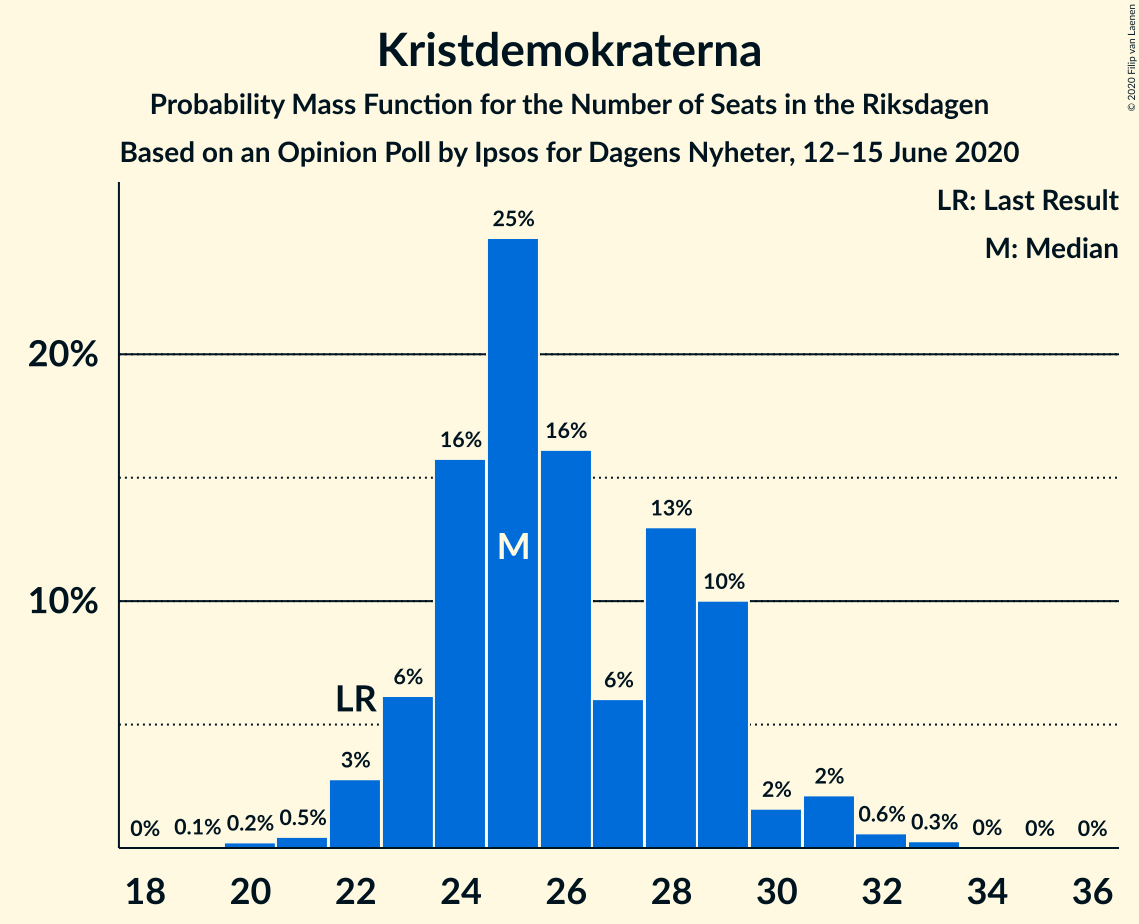 Kristdemokraterna
Probability Mass Function for the Number of Seats in the Riksdagen
Based on an Opinion Poll by Ipsos for Dagens Nyheter, 12–15 June 2020
© 2020 Filip van Laenen
LR: Last Result
M: Median
20%
10%
0%
0.1%
0.2%
0.5%
3%
LR
6%
16%
25%
M
16%
6%
13%
10%
2%
2%
0.6%
0.3%
0%
0%
0%
18 20 22 24 26 28 30 32 34 36